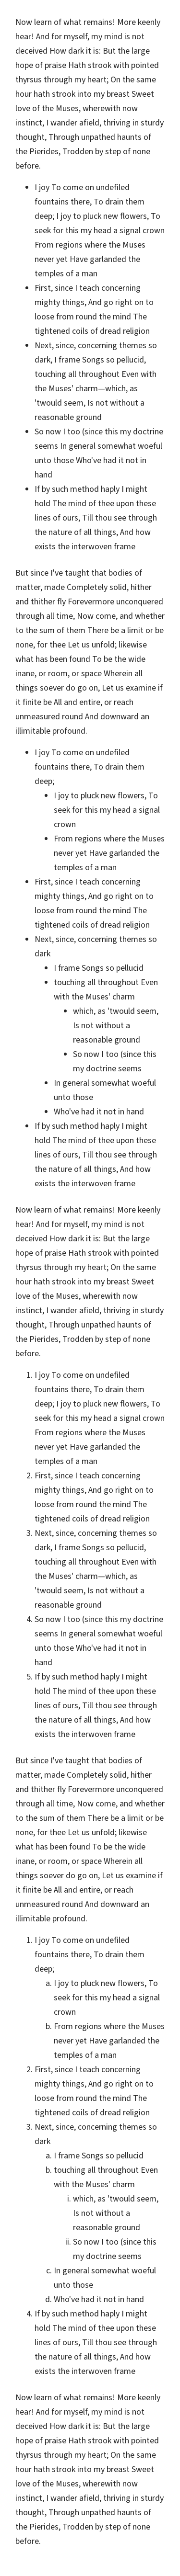 Now learn of what remains! More keenly
hear! And for myself, my mind is not
deceived How dark it is: But the large
hope of praise Hath strook with pointed
thyrsus through my heart; On the same
hour hath strook into my breast Sweet
love of the Muses, wherewith now
instinct, I wander afield, thriving in sturdy
thought, Through unpathed haunts of
the Pierides, Trodden by step of none
before.
• I joy To come on undefiled
fountains there, To drain them
deep; I joy to pluck new flowers, To
seek for this my head a signal crown
From regions where the Muses
never yet Have garlanded the
temples of a man
• First, since I teach concerning
mighty things, And go right on to
loose from round the mind The
tightened coils of dread religion
• Next, since, concerning themes so
dark, I frame Songs so pellucid,
touching all throughout Even with
the Muses' charm—which, as
'twould seem, Is not without a
reasonable ground
• So now I too (since this my doctrine
seems In general somewhat woeful
unto those Who've had it not in
hand
• If by such method haply I might
hold The mind of thee upon these
lines of ours, Till thou see through
the nature of all things, And how
exists the interwoven frame
But since I've taught that bodies of
matter, made Completely solid, hither
and thither fly Forevermore unconquered
through all time, Now come, and whether
to the sum of them There be a limit or be
none, for thee Let us unfold; likewise
what has been found To be the wide
inane, or room, or space Wherein all
things soever do go on, Let us examine if
it finite be All and entire, or reach
unmeasured round And downward an
illimitable profound.
• I joy To come on undefiled
fountains there, To drain them
deep;
• I joy to pluck new flowers, To
seek for this my head a signal
crown
• From regions where the Muses
never yet Have garlanded the
temples of a man
• First, since I teach concerning
mighty things, And go right on to
loose from round the mind The
tightened coils of dread religion
• Next, since, concerning themes so
dark
• I frame Songs so pellucid
• touching all throughout Even
with the Muses' charm
• which, as 'twould seem,
Is not without a
reasonable ground
• So now I too (since this
my doctrine seems
• In general somewhat woeful
unto those
• Who've had it not in hand
• If by such method haply I might
hold The mind of thee upon these
lines of ours, Till thou see through
the nature of all things, And how
exists the interwoven frame
Now learn of what remains! More keenly
hear! And for myself, my mind is not
deceived How dark it is: But the large
hope of praise Hath strook with pointed
thyrsus through my heart; On the same
hour hath strook into my breast Sweet
love of the Muses, wherewith now
instinct, I wander afield, thriving in sturdy
thought, Through unpathed haunts of
the Pierides, Trodden by step of none
before.
1. I joy To come on undefiled
fountains there, To drain them
deep; I joy to pluck new flowers, To
seek for this my head a signal crown
From regions where the Muses
never yet Have garlanded the
temples of a man
2. First, since I teach concerning
mighty things, And go right on to
loose from round the mind The
tightened coils of dread religion
3. Next, since, concerning themes so
dark, I frame Songs so pellucid,
touching all throughout Even with
the Muses' charm—which, as
'twould seem, Is not without a
reasonable ground
4. So now I too (since this my doctrine
seems In general somewhat woeful
unto those Who've had it not in
hand
5. If by such method haply I might
hold The mind of thee upon these
lines of ours, Till thou see through
the nature of all things, And how
exists the interwoven frame
But since I've taught that bodies of
matter, made Completely solid, hither
and thither fly Forevermore unconquered
through all time, Now come, and whether
to the sum of them There be a limit or be
none, for thee Let us unfold; likewise
what has been found To be the wide
inane, or room, or space Wherein all
things soever do go on, Let us examine if
it finite be All and entire, or reach
unmeasured round And downward an
illimitable profound.
1. I joy To come on undefiled
fountains there, To drain them
deep;
a. I joy to pluck new flowers, To
seek for this my head a signal
crown
b. From regions where the Muses
never yet Have garlanded the
temples of a man
2. First, since I teach concerning
mighty things, And go right on to
loose from round the mind The
tightened coils of dread religion
3. Next, since, concerning themes so
dark
a. I frame Songs so pellucid
b. touching all throughout Even
with the Muses' charm
i. which, as 'twould seem,
Is not without a
reasonable ground
ii. So now I too (since this
my doctrine seems
c. In general somewhat woeful
unto those
d. Who've had it not in hand
4. If by such method haply I might
hold The mind of thee upon these
lines of ours, Till thou see through
the nature of all things, And how
exists the interwoven frame
Now learn of what remains! More keenly
hear! And for myself, my mind is not
deceived How dark it is: But the large
hope of praise Hath strook with pointed
thyrsus through my heart; On the same
hour hath strook into my breast Sweet
love of the Muses, wherewith now
instinct, I wander afield, thriving in sturdy
thought, Through unpathed haunts of
the Pierides, Trodden by step of none
before.